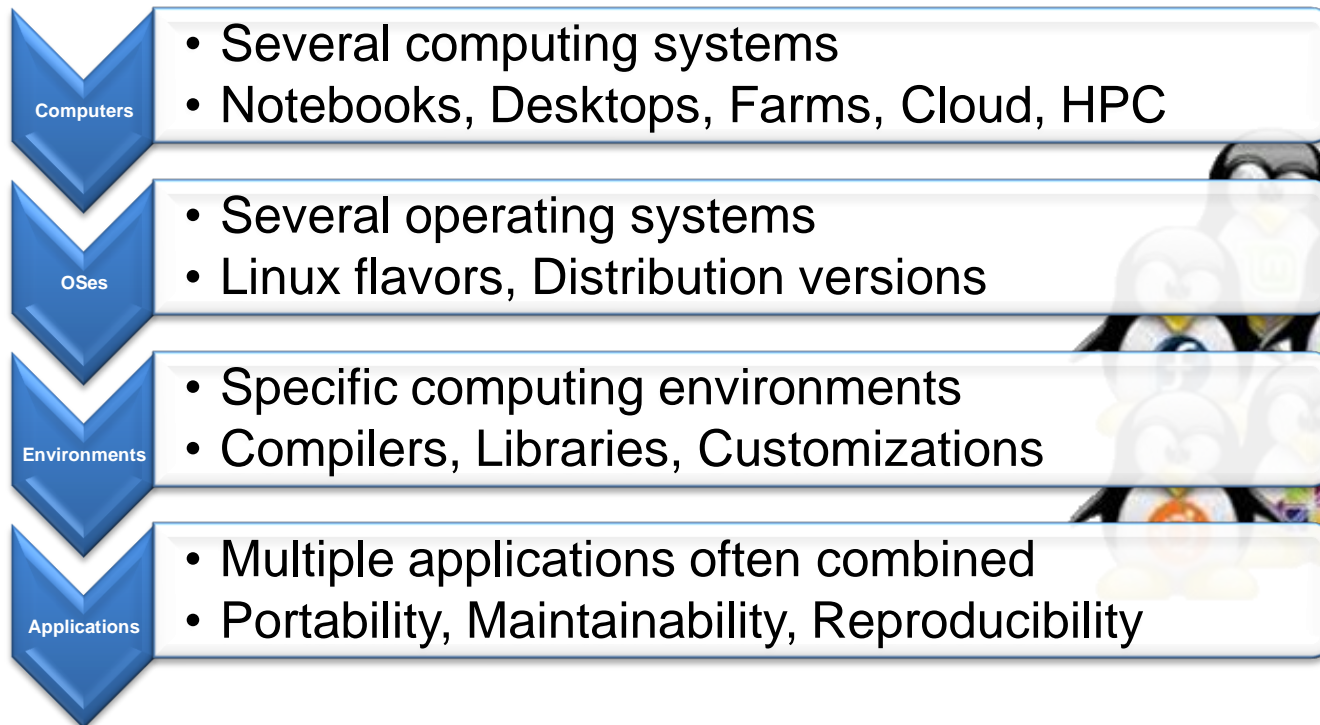 Computers
• Several computing systems
• Notebooks, Desktops, Farms, Cloud, HPC
OSes
• Several operating systems
• Linux flavors, Distribution versions
Environments
• Specific computing environments
• Compilers, Libraries, Customizations
Applications
• Multiple applications often combined
• Portability, Maintainability, Reproducibility